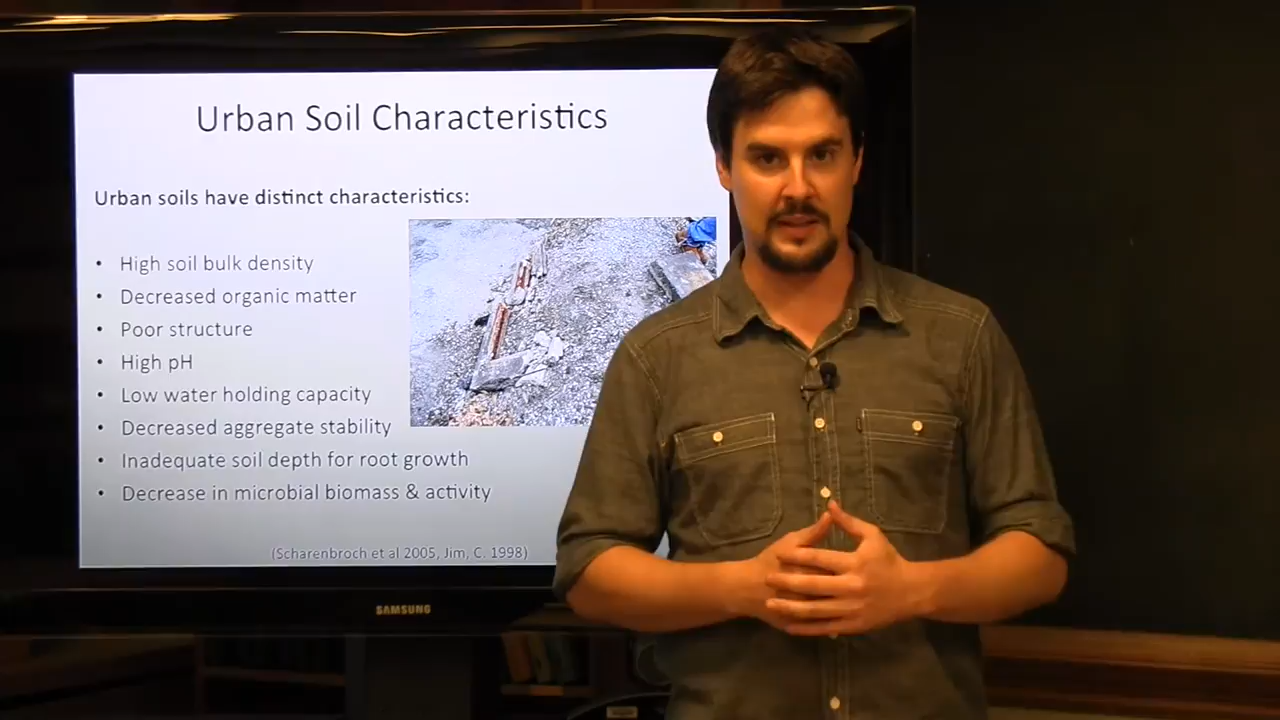 Urban Soil Characteristics
Urban soils have distinct characteristics:
• High soil bulk density
• Decreased organic matter
• Poor structure
• High pH
• Low water holding capacity
• Decreased aggregate stability
• Inadequate soil depth for root growth
• Decrease in microbial biomass & activity
(Scharenbroch et al 2005, Jim, C. 1998)
SAMSUNG